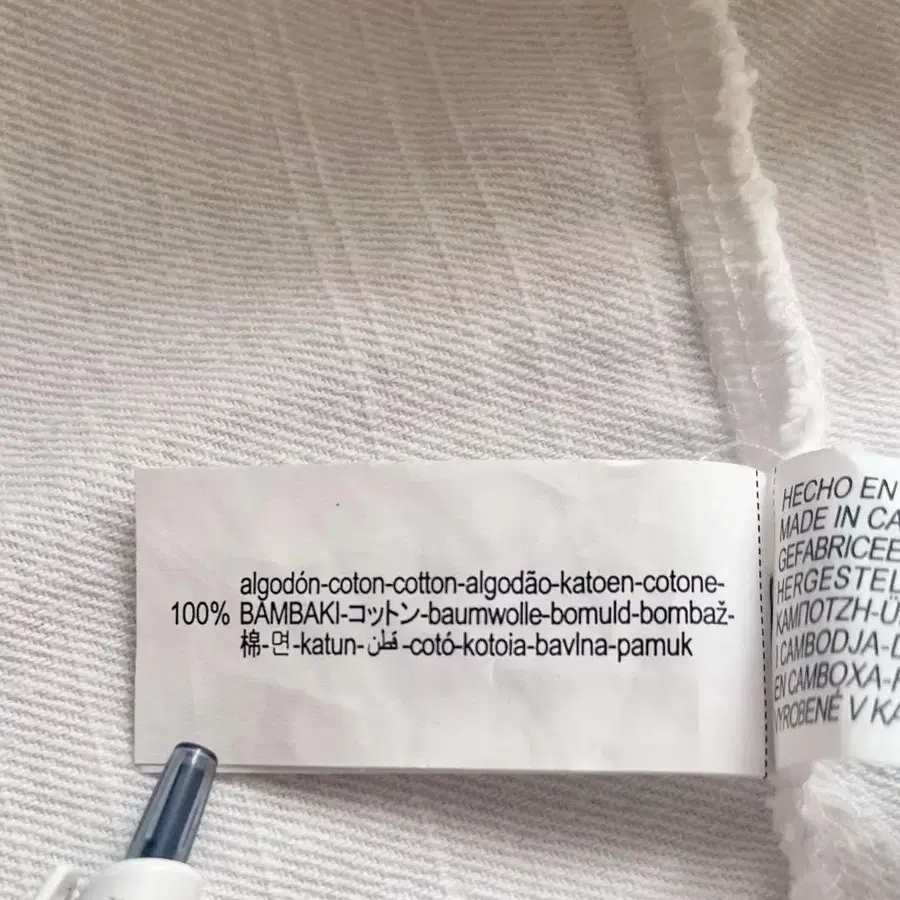 algodón-coton-cotton-algodão-katoen-cotone-
100% BAMBAKI-コットン-baumwolle-bomuld-bombaž-
棉-면-katun-قطن-cotó-kotoia-bavlna-pamuk
HECHO EN
MADE IN CA
GEFABRICEE
HERGESTEL
ΚΑΜΠΟΤΖΗ-Ü
I CAMBODJA-D
EN CAMBOXA-
VYROBENÉ V KA